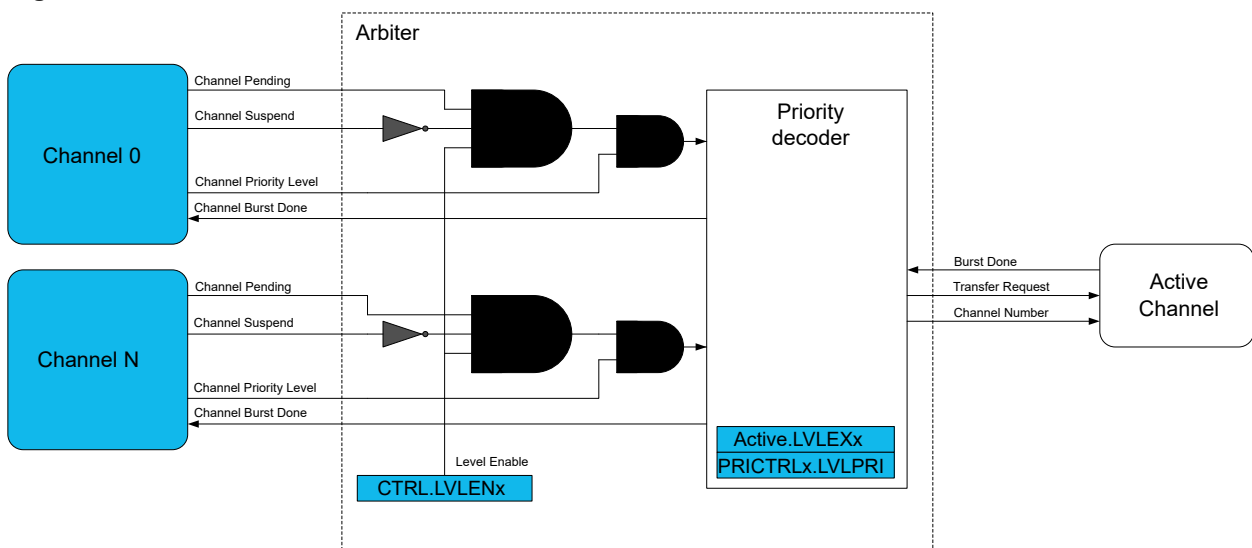 Arbiter
Channel Pending
Channel Suspend
Channel 0
Channel Priority Level
Channel Burst Done
Priority
decoder
Channel Pending
Channel Suspend
Channel N
Channel Priority Level
Channel Burst Done
Burst Done
Transfer Request
Channel Number
Active
Channel
Active.LVLEXx
PRICTRLx.LVLPRI
Level Enable
CTRL.LVLENx